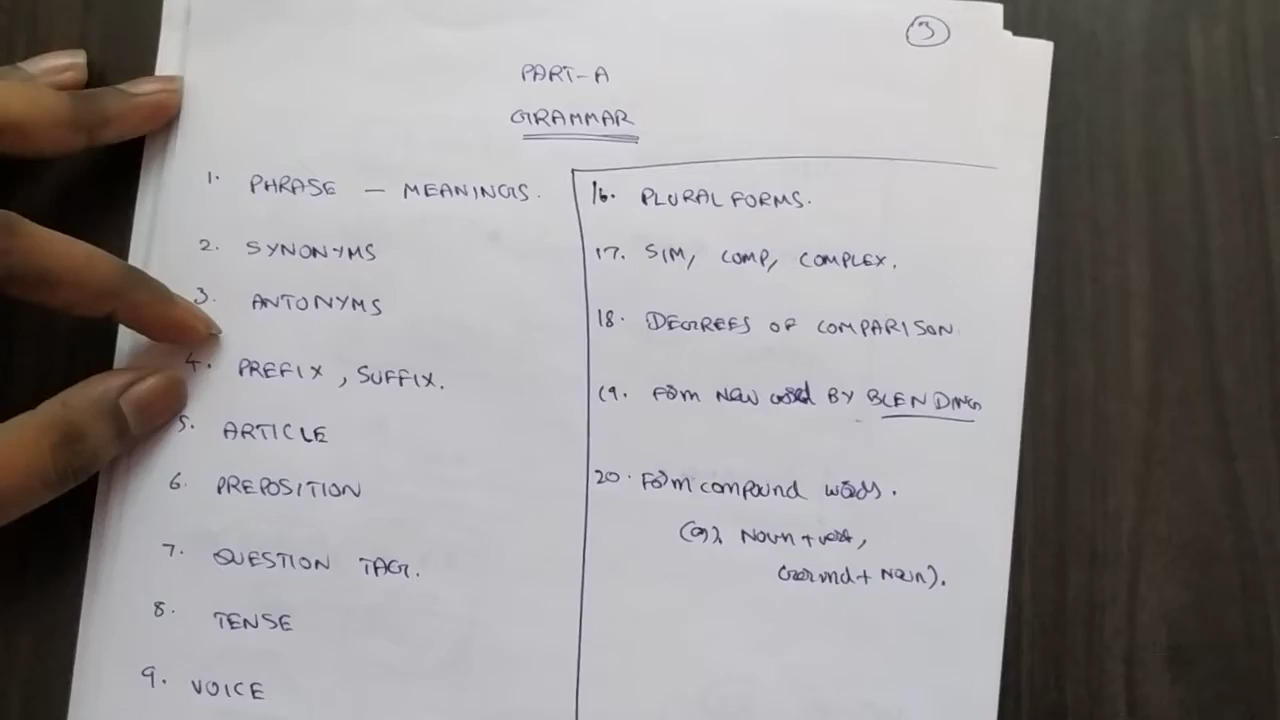 3
PART-A
GRAMMAR
1. PHRASE - MEANINGS.
2. SYNONYMS
3. ANTONYMS
4. PREFIX, SUFFIX.
5. ARTICLE
6. PREPOSITION
7. QUESTION TAG.
8. TENSE
9. VOICE
16. PLURAL FORMS.
17. SIM, COMP, COMPLEX.
18. DEGREES OF COMPARISON
19. Form New word BY BLENDING
20. Form compound words.
Noun + verb,
Gerund + Noun).